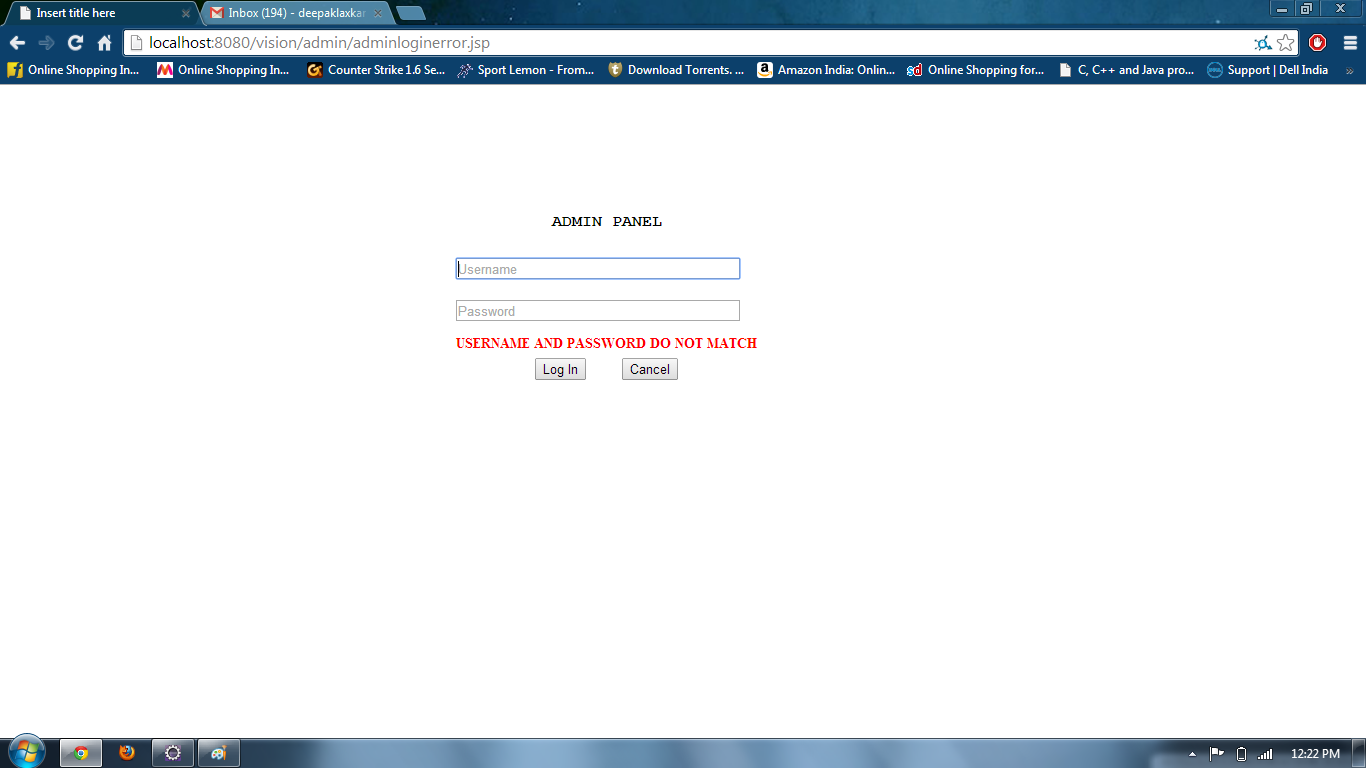 Insert title here
Inbox (194) - deepaklaxkar
localhost:8080/vision/admin/adminloginerror.jsp
Online Shopping In... Online Shopping In... Counter Strike 1.6 Se... Sport Lemon - From... Download Torrents. ... Amazon India: Onlin... Online Shopping for... C, C++ and Java pro... Support | Dell India »
ADMIN PANEL
Username
Password
USERNAME AND PASSWORD DO NOT MATCH
Log In Cancel
12:22 PM